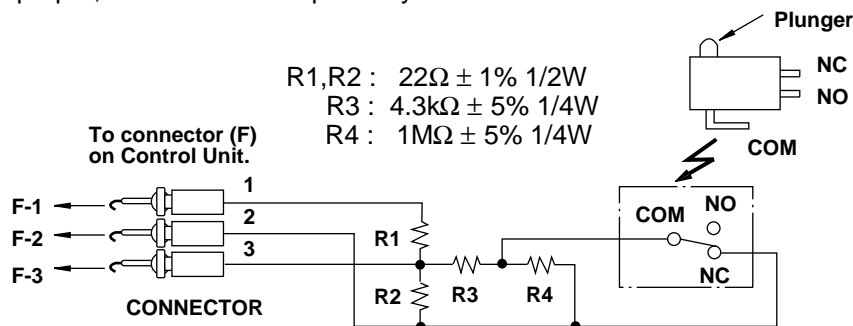 Plunger
R1,R2 : 22Ω ± 1% 1/2W
R3 : 4.3kΩ ± 5% 1/4W
R4 : 1MΩ ± 5% 1/4W
NC
NO
COM
To connector (F)
on Control Unit.
1
F-1
2
F-2
3
F-3
CONNECTOR
R1
R2
R3
R4
COM
NO
NC